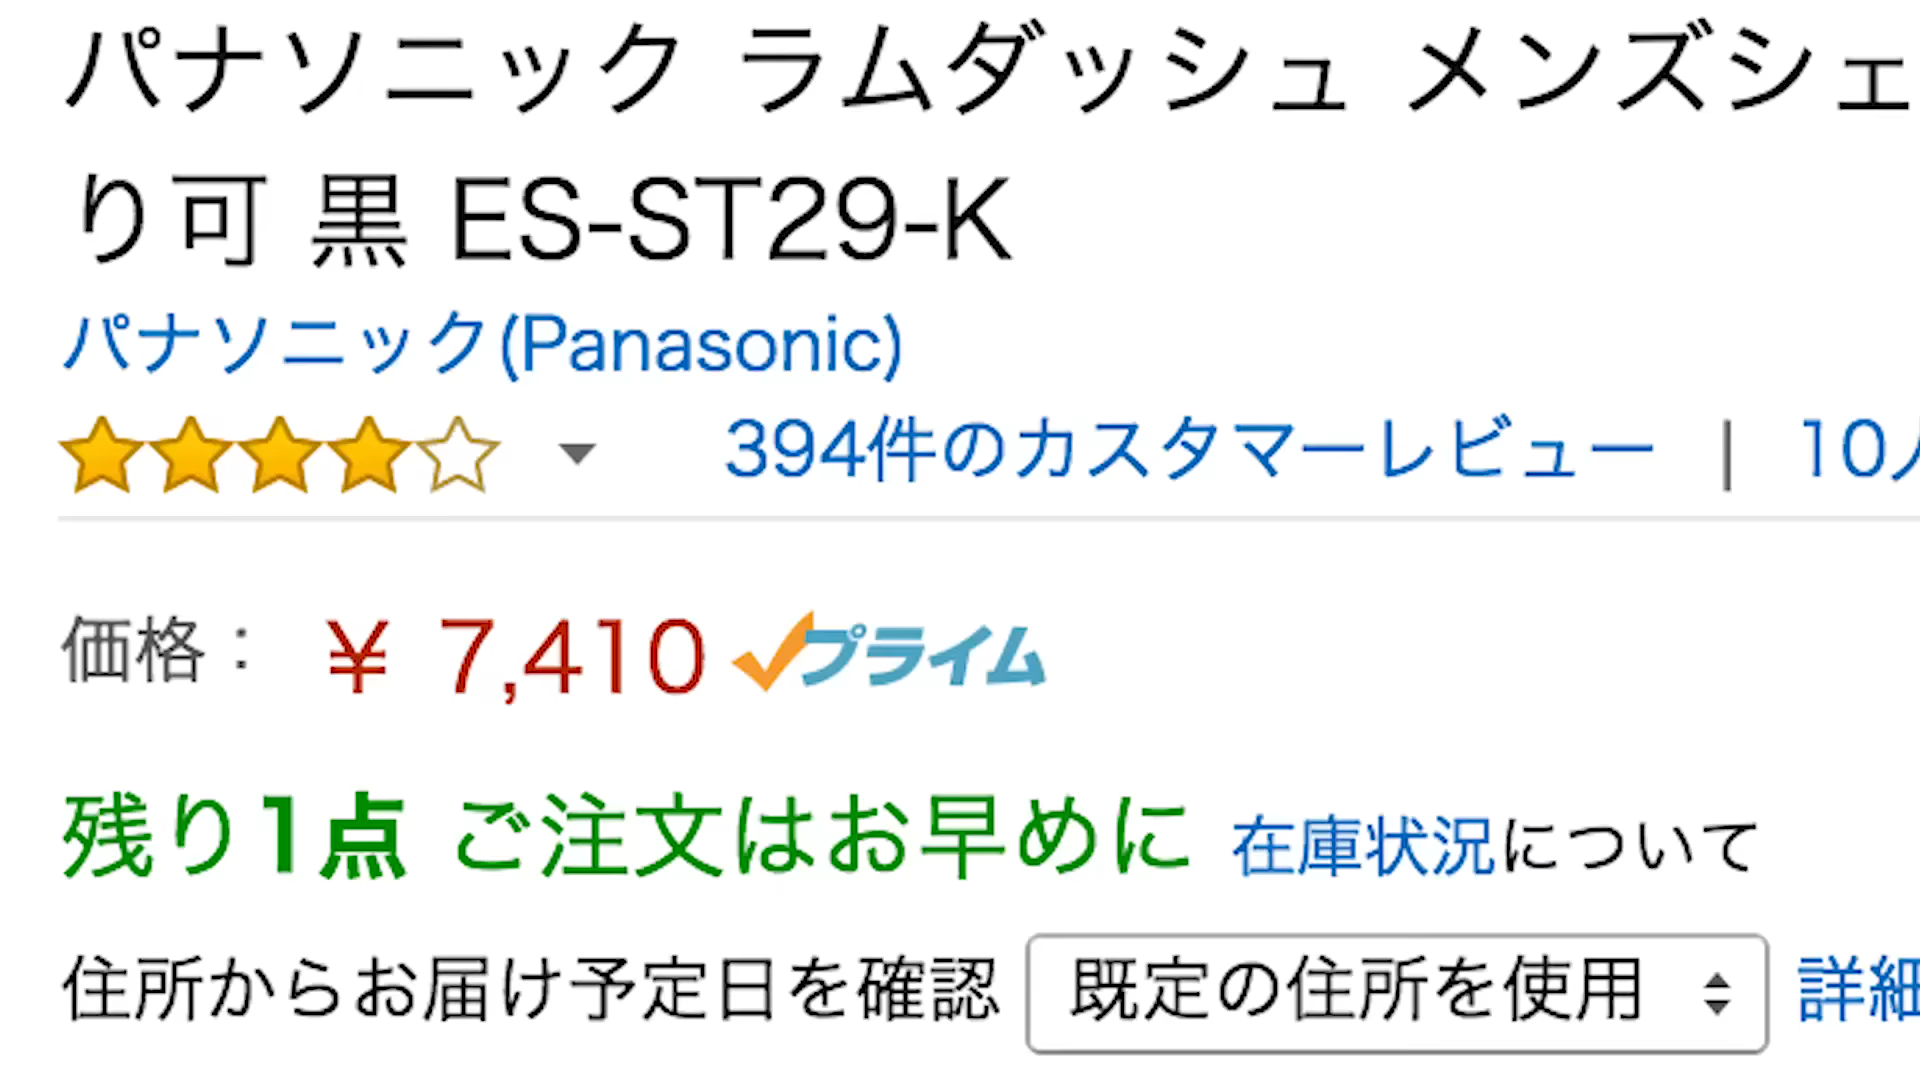 パナソニック ラムダッシュ メンズシェ
り可 黒 ES-ST29-K
パナソニック(Panasonic)
394件のカスタマーレビュー | 10人
価格： ￥ 7,410 プライム
残り1点 ご注文はお早めに 在庫状況について
住所からお届け予定日を確認 既定の住所を使用 詳細